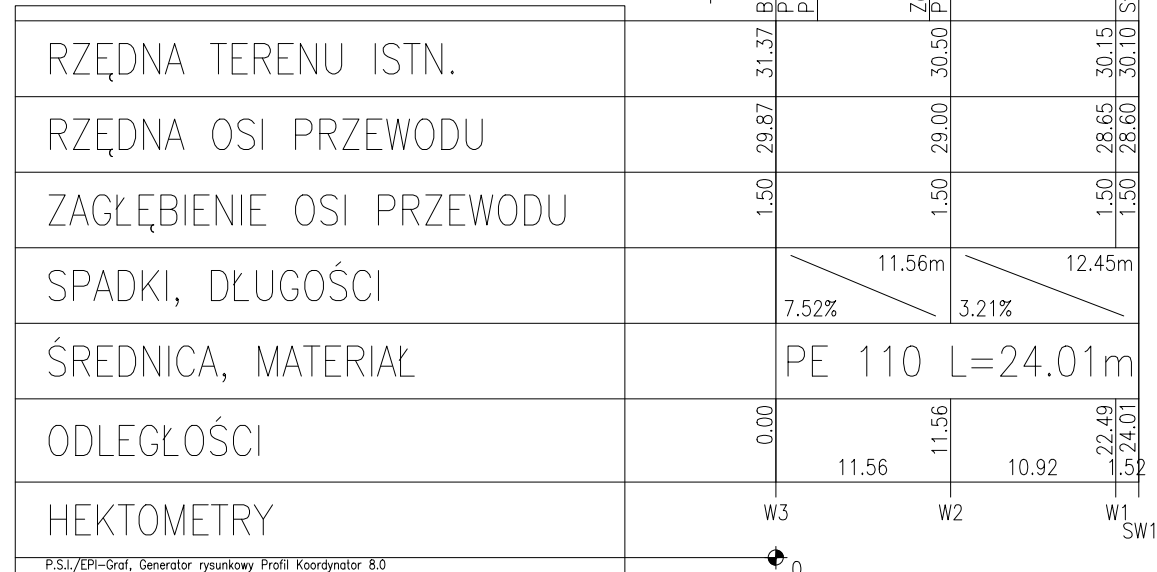 RZĘDNA TERENU ISTN. 31.37 30.50 30.15 30.10
RZĘDNA OSI PRZEWODU 29.87 29.00 28.65 28.60
ZAGŁĘBIENIE OSI PRZEWODU 1.50 1.50 1.50 1.50
SPADKI, DŁUGOŚCI 11.56m 12.45m
7.52% 3.21%
ŚREDNICA, MATERIAŁ PE 110 L=24.01m
ODLEGŁOŚCI 0.00 11.56 22.49 24.01
11.56 10.92 1.52
HEKTOMETRY W3 W2 W1
SW1
P.S.I./EPI-Graf, Generator rysunkowy Profil Koordynator 8.0
0